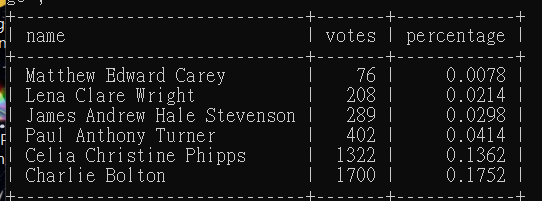 name | votes | percentage
Matthew Edward Carey | 76 | 0.0078
Lena Clare Wright | 208 | 0.0214
James Andrew Hale Stevenson | 289 | 0.0298
Paul Anthony Turner | 402 | 0.0414
Celia Christine Phipps | 1322 | 0.1362
Charlie Bolton | 1700 | 0.1752